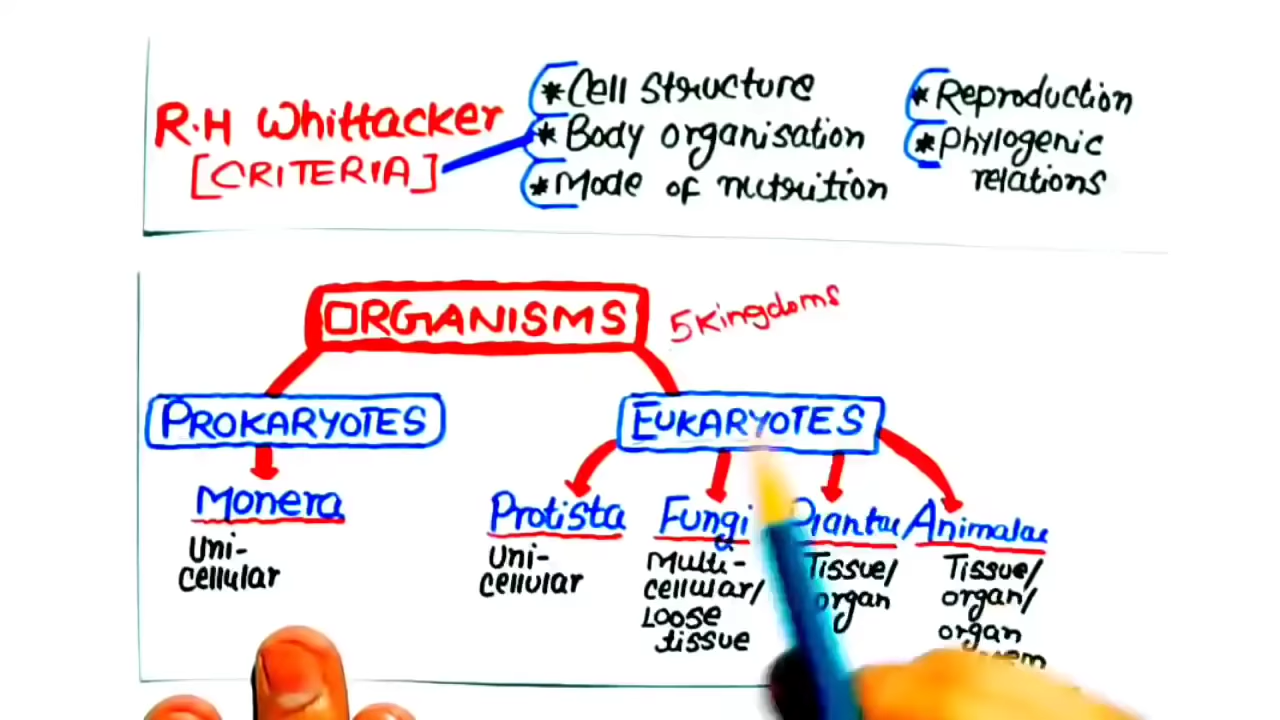 R.H Whittacker
[CRITERIA]
* Cell structure
* Body organisation
* Mode of nutrition
* Reproduction
* Phylogenic
relations
ORGANISMS
5 Kingdoms
PROKARYOTES
EUKARYOTES
Monera
Uni-
cellular
Protista
Uni-
cellular
Fungi
Multi-
cellular/
Loose
tissue
Plantae
Tissue/
organ
Animalae
Tissue/
organ/
organ